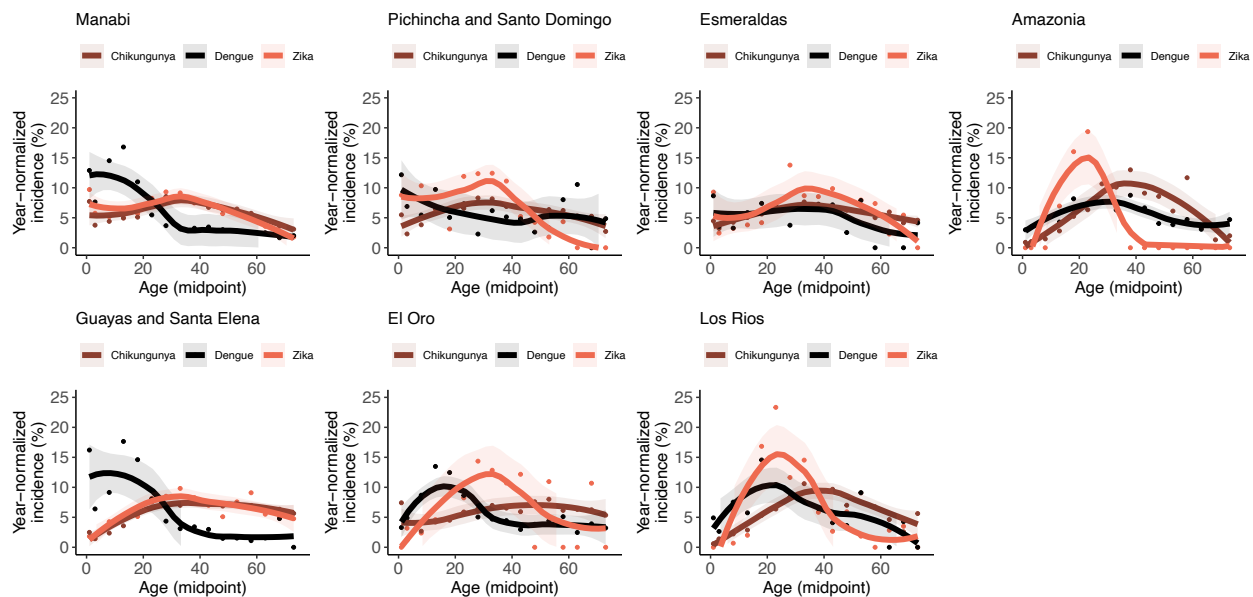 Manabi
Chikungunya Dengue Zika
Year−normalized
incidence (%)
25
20
15
10
5
0
0 20 40 60
Age (midpoint)
Pichincha and Santo Domingo
Chikungunya Dengue Zika
Year−normalized
incidence (%)
25
20
15
10
5
0
0 20 40 60
Age (midpoint)
Esmeraldas
Chikungunya Dengue Zika
Year−normalized
incidence (%)
25
20
15
10
5
0
0 20 40 60
Age (midpoint)
Amazonia
Chikungunya Dengue Zika
Year−normalized
incidence (%)
25
20
15
10
5
0
0 20 40 60
Age (midpoint)
Guayas and Santa Elena
Chikungunya Dengue Zika
Year−normalized
incidence (%)
25
20
15
10
5
0
0 20 40 60
Age (midpoint)
El Oro
Chikungunya Dengue Zika
Year−normalized
incidence (%)
25
20
15
10
5
0
0 20 40 60
Age (midpoint)
Los Rios
Chikungunya Dengue Zika
Year−normalized
incidence (%)
25
20
15
10
5
0
0 20 40 60
Age (midpoint)